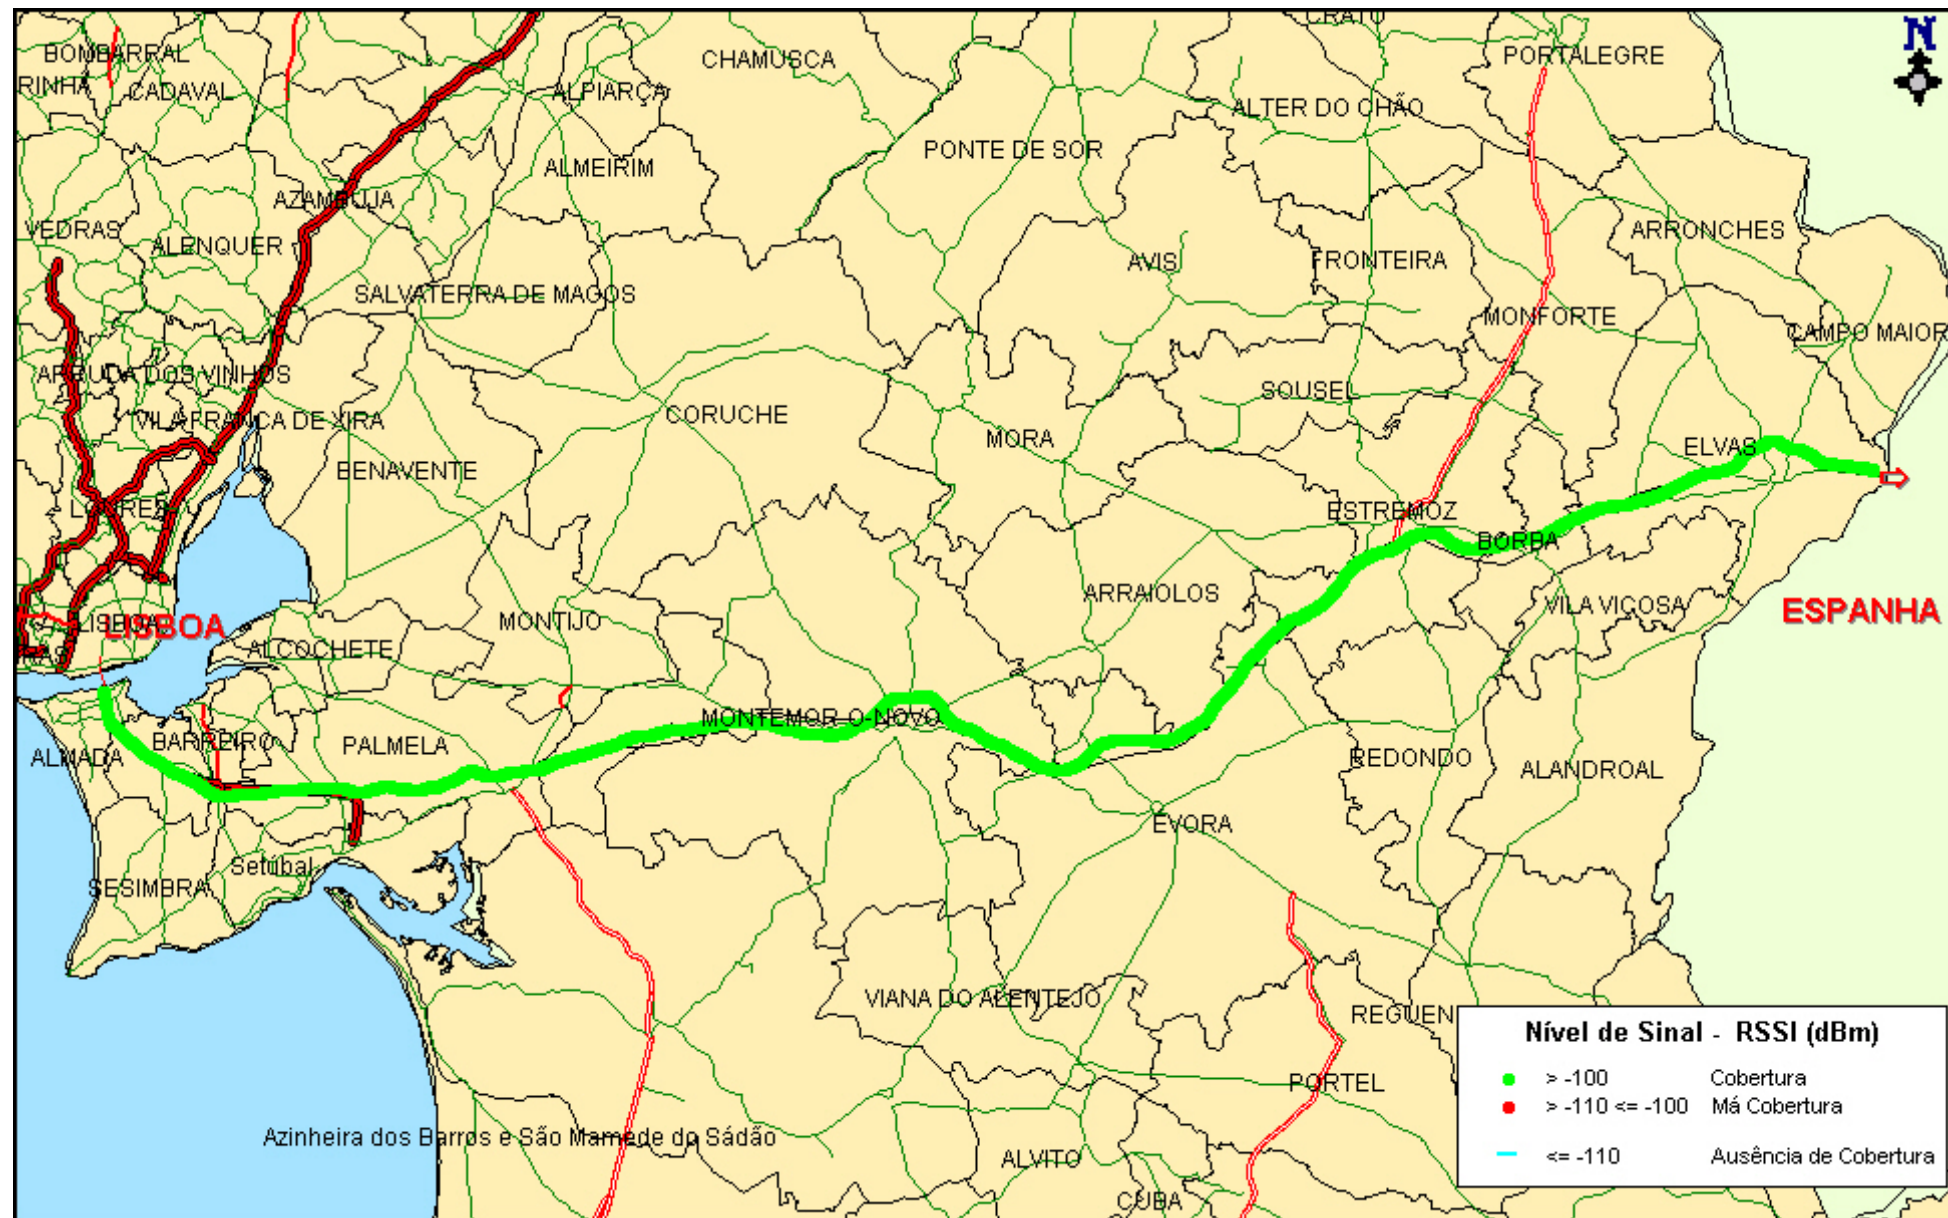 CRATO
N
BOMBARRAL
CHAMUSCA
PORTALEGRE
RINHA
CADAVAL
ALPIARÇA
ALTER DO CHÃO
PONTE DE SOR
ALMEIRIM
AZAMBUJA
VEDRAS
ALENQUER
ARRONCHES
AVIS
FRONTEIRA
SALVATERRA DE MAGOS
MONFORTE
CAMPO MAIOR
ARRUDA DOS VINHOS
SOUSEL
VILA FRANCA DE XIRA
CORUCHE
MORA
ELVAS
BENAVENTE
LOURES
ESTREMOZ
BORBA
ARRAIOLOS
VILA VIÇOSA
ESPANHA
LISBOA
LISBOA
MONTIJO
ALCOCHETE
RAS
MONTEMOR-O-NOVO
BARREIRO
PALMELA
ALMADA
REDONDO
ALANDROAL
ÉVORA
Setúbal
SESIMBRA
VIANA DO ALENTEJO
REGUEN
PORTEL
Azinheira dos Barros e São Mamede do Sádão
ALVITO
CUBA
Nível de Sinal - RSSI (dBm)
> -100 Cobertura
> -110 <= -100 Má Cobertura
<= -110 Ausência de Cobertura